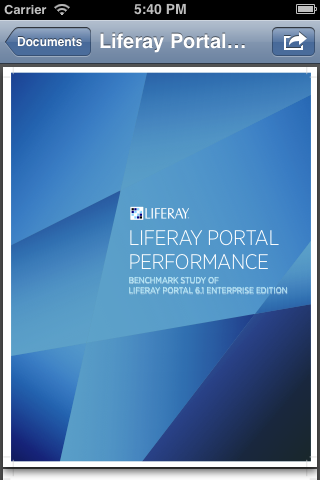 Carrier 5:40 PM
Documents Liferay Portal...
LIFERAY.
LIFERAY PORTAL
PERFORMANCE
BENCHMARK STUDY OF
LIFERAY PORTAL 6.1 ENTERPRISE EDITION